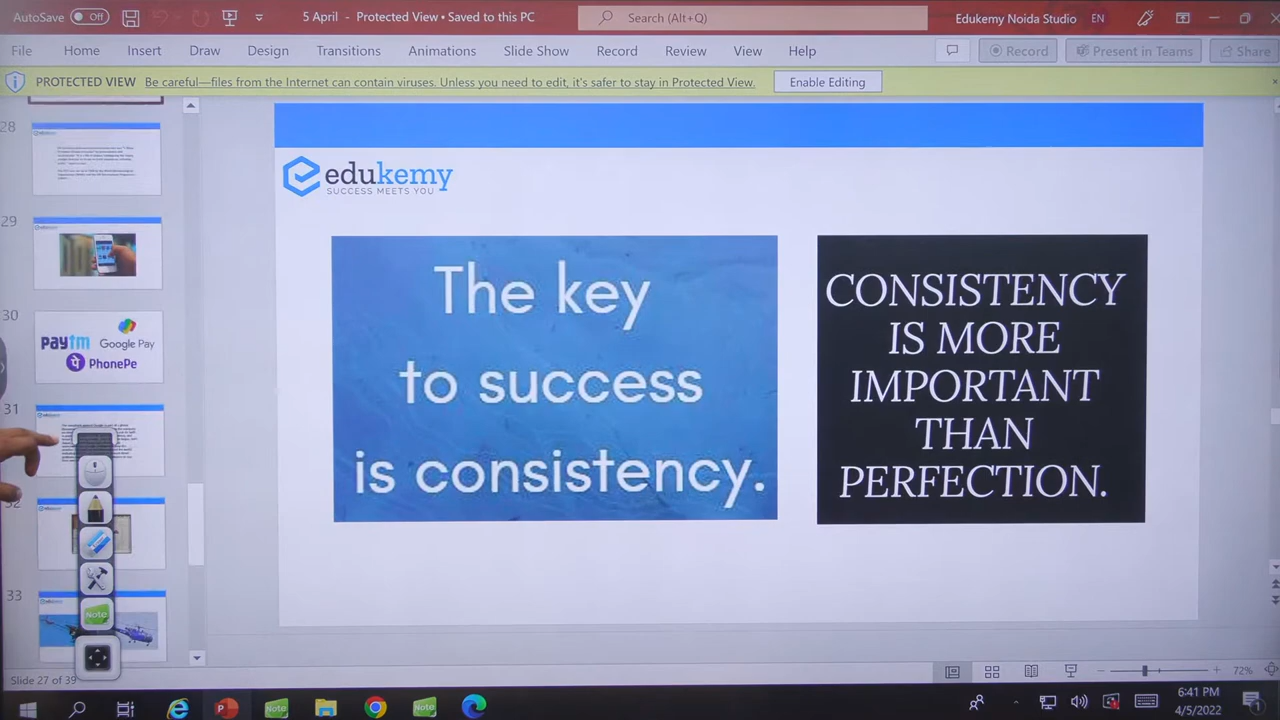 AutoSave Off
5 April - Protected View • Saved to this PC
Search (Alt+Q)
Edukemy Noida Studio EN
File Home Insert Draw Design Transitions Animations Slide Show Record Review View Help
Record
Present in Teams
Share
PROTECTED VIEW Be careful—files from the Internet can contain viruses. Unless you need to edit, it's safer to stay in Protected View.
Enable Editing
28
29
30
paytm Google Pay
PhonePe
31
32
33
Note
edukemy
SUCCESS MEETS YOU
The key
to success
is consistency.
CONSISTENCY
IS MORE
IMPORTANT
THAN
PERFECTION.
Slide 27 of 39
72%
Note
Note
6:41 PM
4/5/2022
1